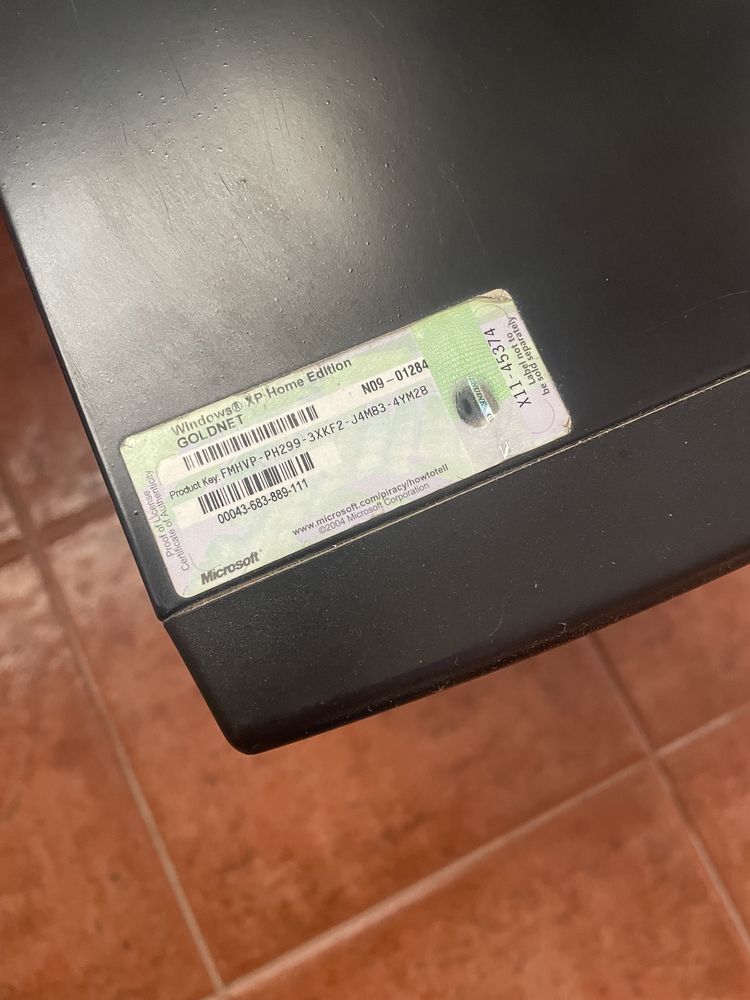 Windows® XP Home Edition
GOLDNET
N09-01284
Product Key: FMHVP-PH299-3XKF2-J4M83-4YM28
00043-683-889-111
www.microsoft.com/piracy/howtotell
©2004 Microsoft Corporation
Microsoft®
Proof of License
Certificate of Authenticity
X11-45374
Label not to
be sold separately.